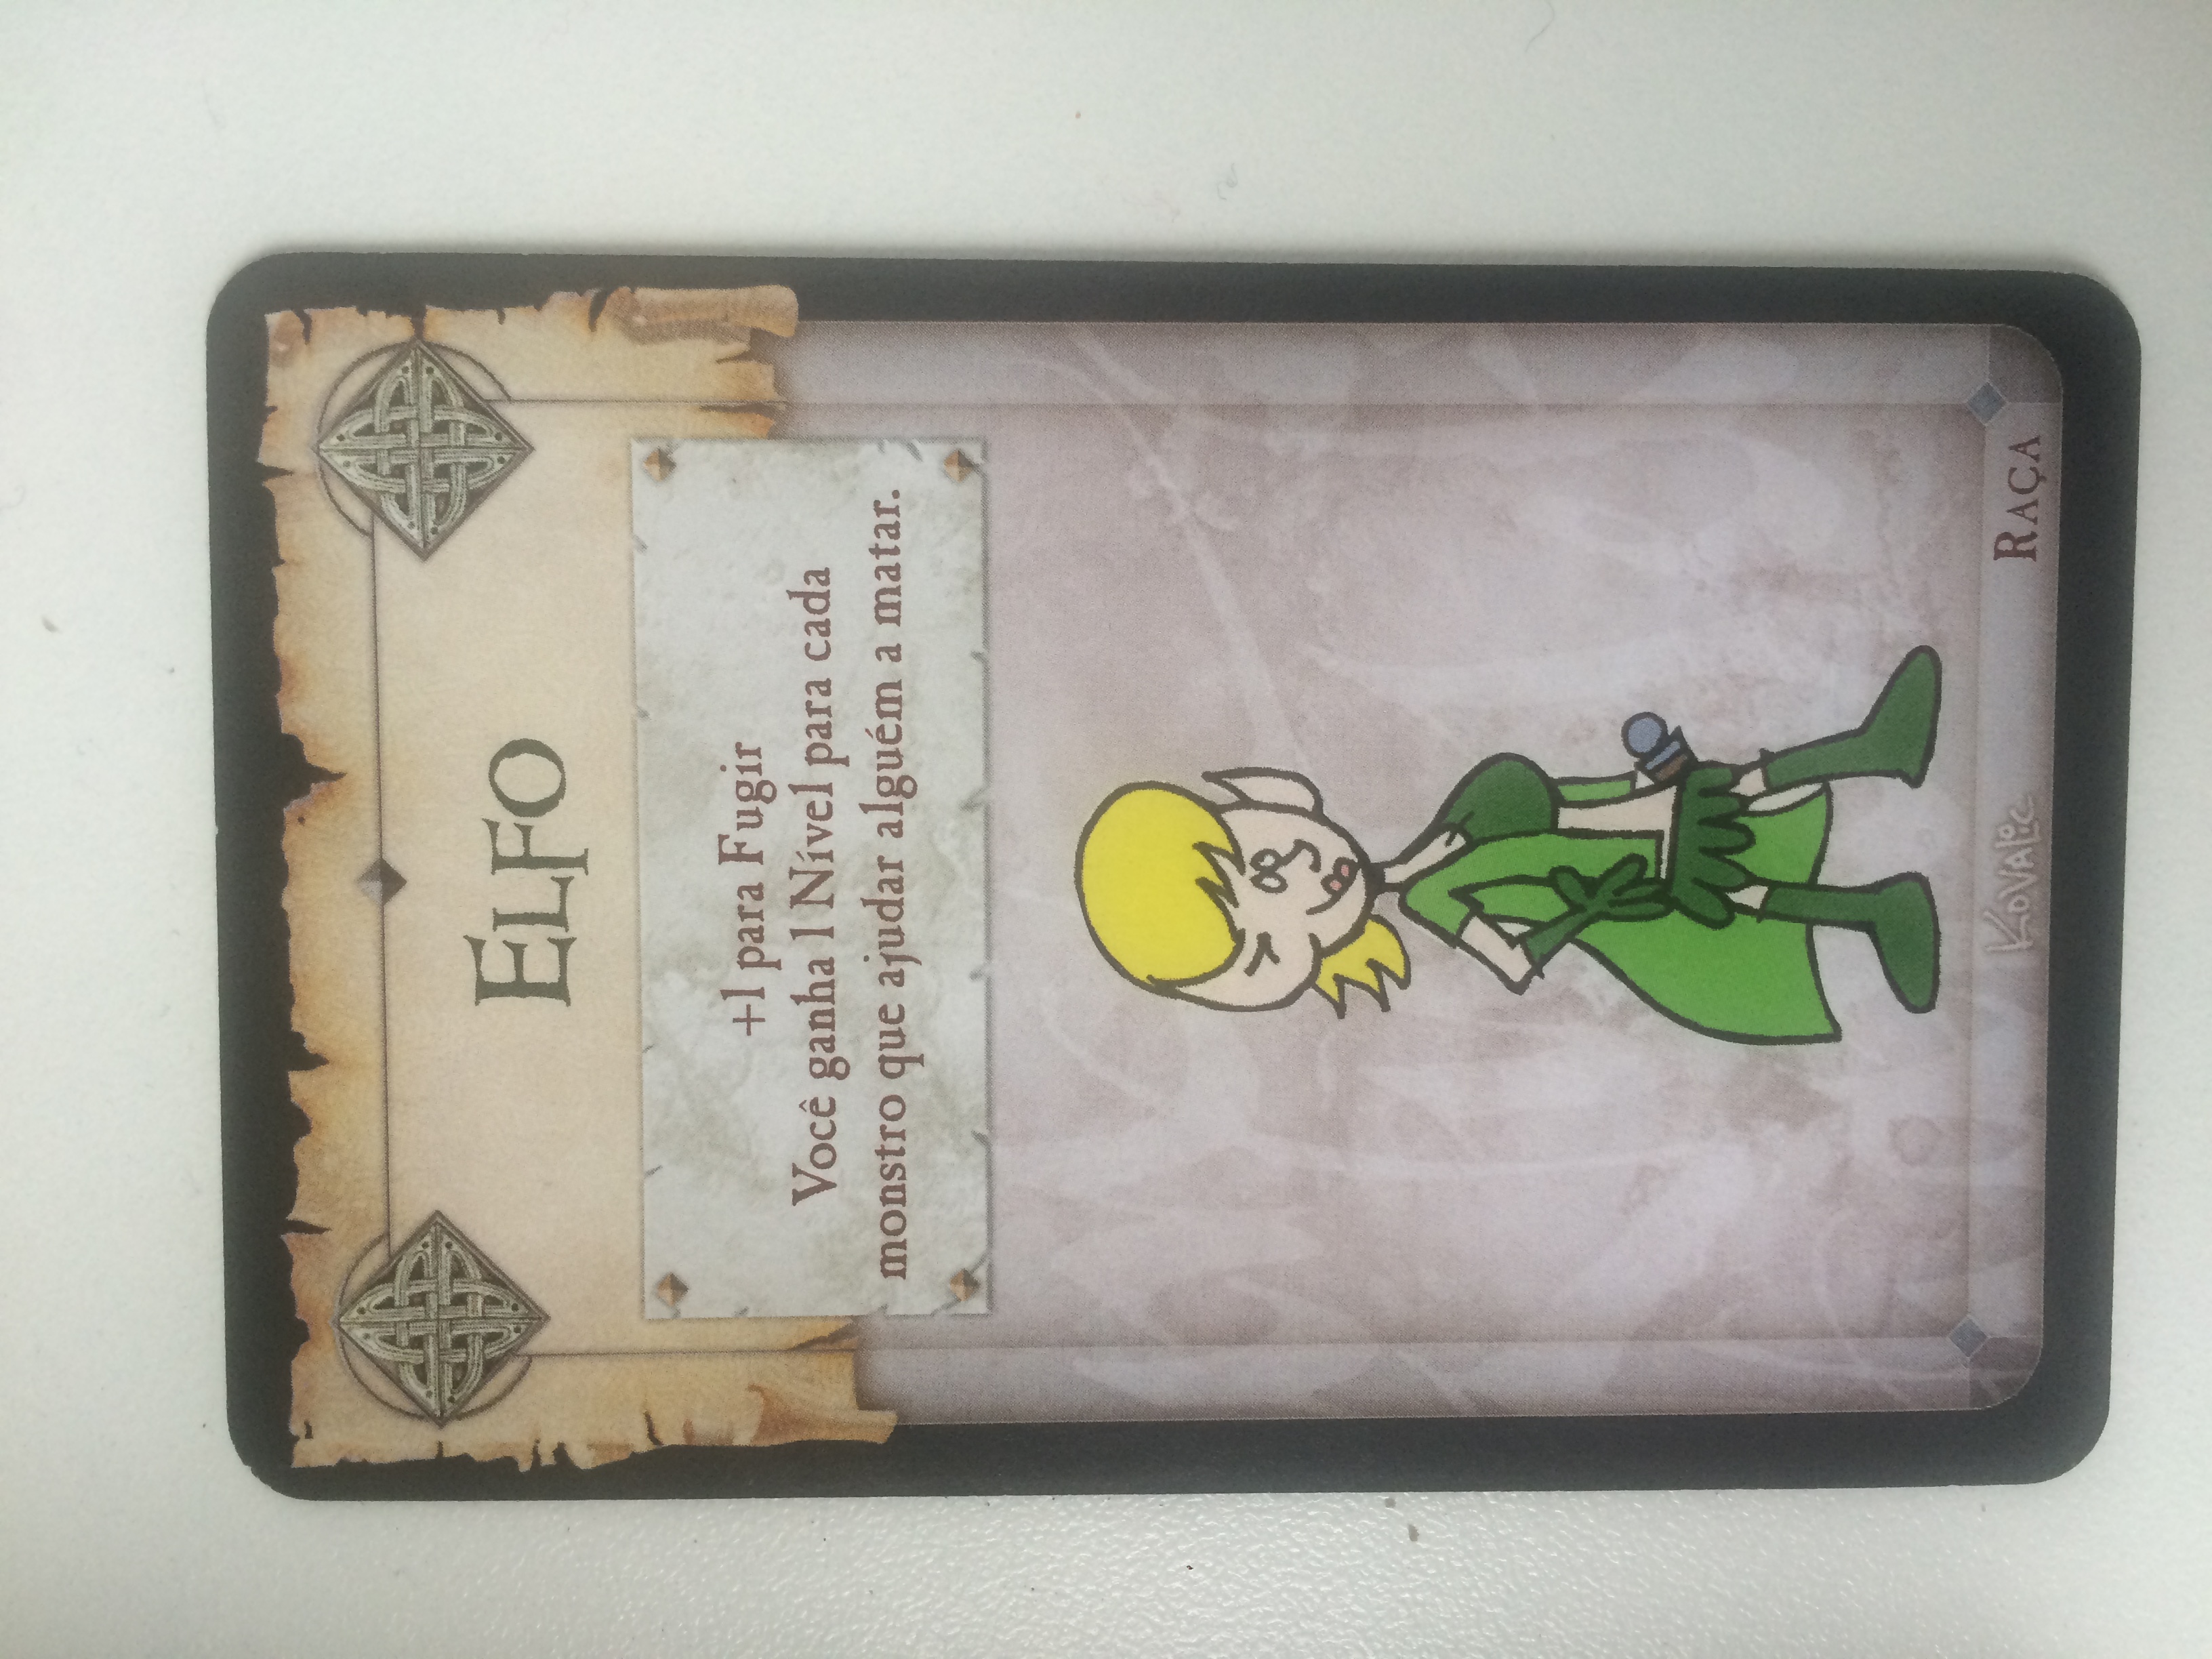 Elfo
+1 para Fugir
Você ganha 1 Nível para cada
monstro que ajudar alguém a matar.
Kovalic
Raça